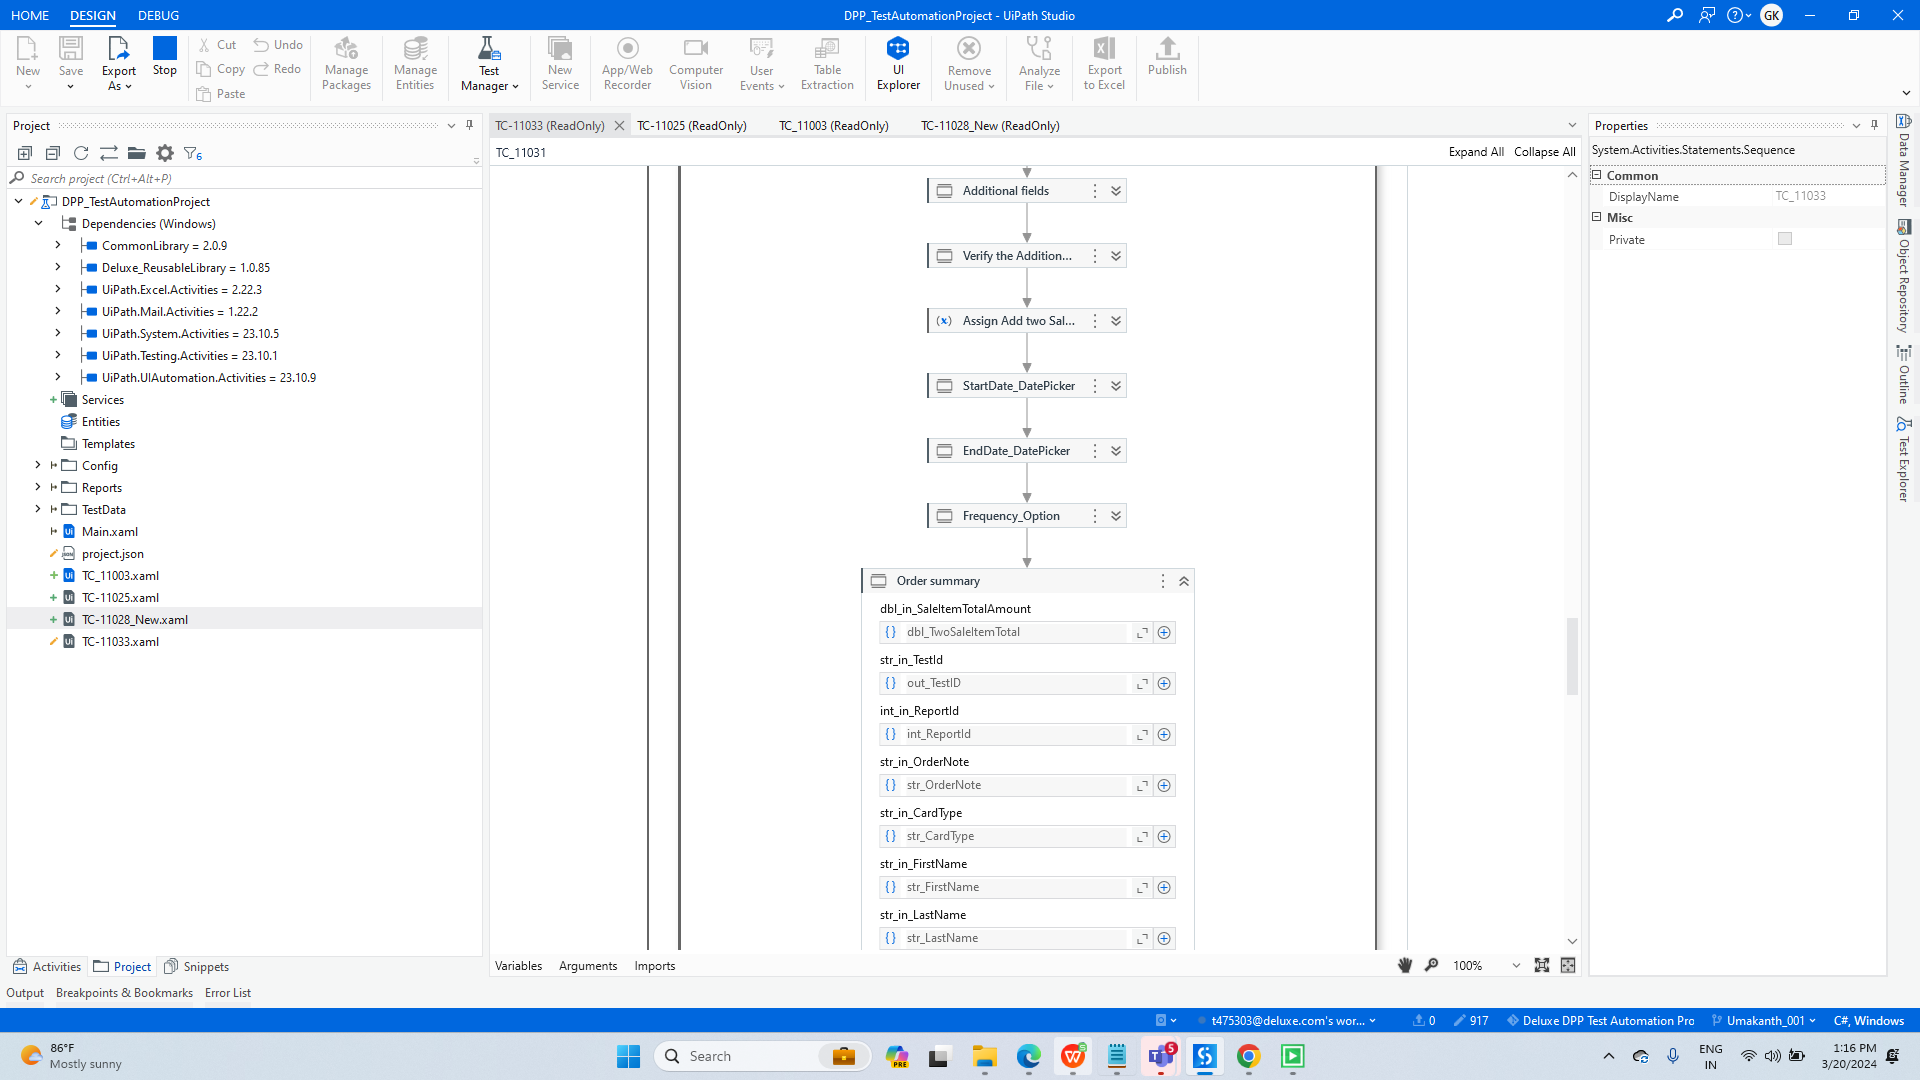 HOME DESIGN DEBUG
DPP_TestAutomationProject - UiPath Studio
GK
New
Save
Export As
Stop
Cut
Copy
Paste
Undo
Redo
Manage Packages
Manage Entities
Test Manager
New Service
App/Web Recorder
Computer Vision
User Events
Table Extraction
UI Explorer
Remove Unused
Analyze File
Export to Excel
Publish
Project
6
Search project (Ctrl+Alt+P)
DPP_TestAutomationProject
Dependencies (Windows)
CommonLibrary = 2.0.9
Deluxe_ReusableLibrary = 1.0.85
UiPath.Excel.Activities = 2.22.3
UiPath.Mail.Activities = 1.22.2
UiPath.System.Activities = 23.10.5
UiPath.Testing.Activities = 23.10.1
UiPath.UIAutomation.Activities = 23.10.9
Services
Entities
Templates
Config
Reports
TestData
Main.xaml
project.json
TC_11003.xaml
TC-11025.xaml
TC-11028_New.xaml
TC-11033.xaml
Activities Project Snippets
TC-11033 (ReadOnly) TC-11025 (ReadOnly) TC_11003 (ReadOnly) TC-11028_New (ReadOnly)
TC_11031
Expand All Collapse All
Additional fields
Verify the Addition...
Assign Add two Sal...
StartDate_DatePicker
EndDate_DatePicker
Frequency_Option
Order summary
dbl_in_SaleItemTotalAmount
dbl_TwoSaleItemTotal
str_in_TestId
out_TestID
int_in_ReportId
int_ReportId
str_in_OrderNote
str_OrderNote
str_in_CardType
str_CardType
str_in_FirstName
str_FirstName
str_in_LastName
str_LastName
Variables Arguments Imports
100%
Properties
System.Activities.Statements.Sequence
Common
DisplayName TC_11033
Misc
Private
Data Manager
Object Repository
Outline
Test Explorer
Output Breakpoints & Bookmarks Error List
t475303@deluxe.com's wor...
0
917
Deluxe DPP Test Automation Pro
Umakanth_001
C#, Windows
86°F
Mostly sunny
Search
PRE
5
ENG
IN
1:16 PM
3/20/2024